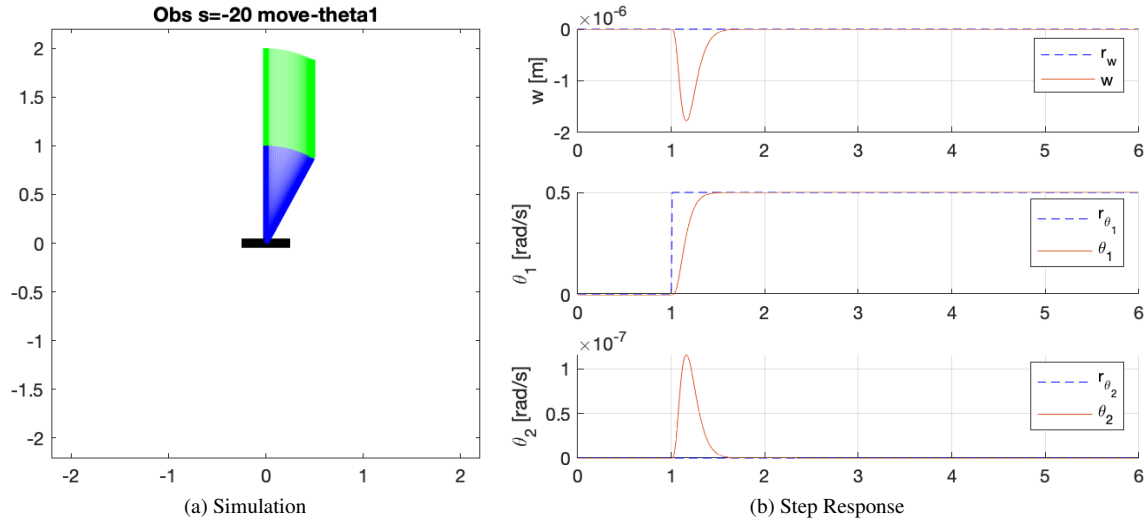 Obs s=-20 move-theta1
2
1.5
1
0.5
0
-0.5
-1
-1.5
-2
-2 -1 0 1 2
(a) Simulation
×10^-6
w [m]
0
-1
-2
r_w
w
0 1 2 3 4 5 6
θ_1 [rad/s]
0.5
0
r_θ_1
θ_1
0 1 2 3 4 5 6
×10^-7
θ_2 [rad/s]
1
0.5
0
r_θ_2
θ_2
0 1 2 3 4 5 6
(b) Step Response